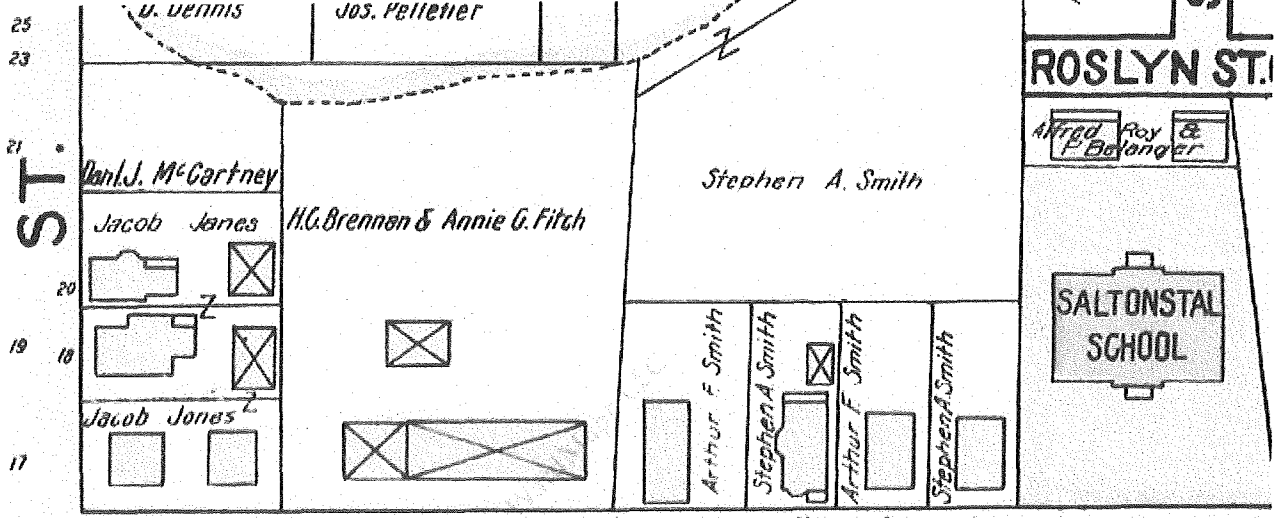 D. Dennis
Jos. Pelletier
25
23
ROSLYN ST.
Alfred Roy &
P. Belanger
21
ST.
Danl. J. McCartney
Stephen A. Smith
Jacob Jones
H.C. Brennan & Annie G. Fitch
20
Z
Z
SALTONSTAL
SCHOOL
19
18
Arthur F. Smith
Stephen A. Smith
Arthur F. Smith
Stephen A. Smith
Z
Jacob Jones
17